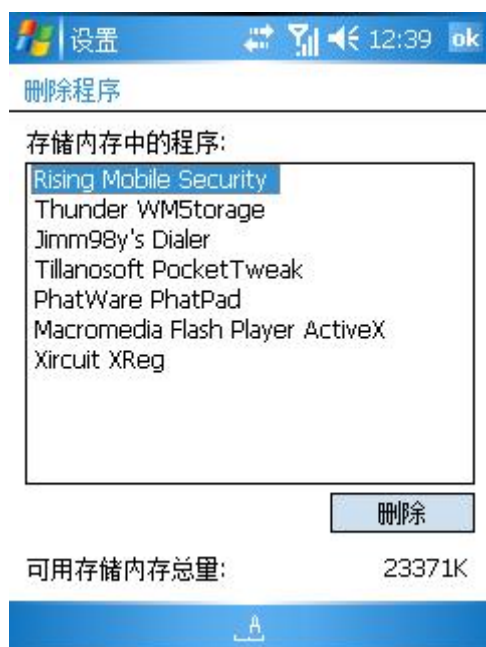 设置 12:39 ok
删除程序
存储内存中的程序:
Rising Mobile Security
Thunder WM5torage
Jimm98y's Dialer
Tillanosoft PocketTweak
PhatWare PhatPad
Macromedia Flash Player ActiveX
Xircuit XReg
删除
可用存储内存总量: 23371K
A